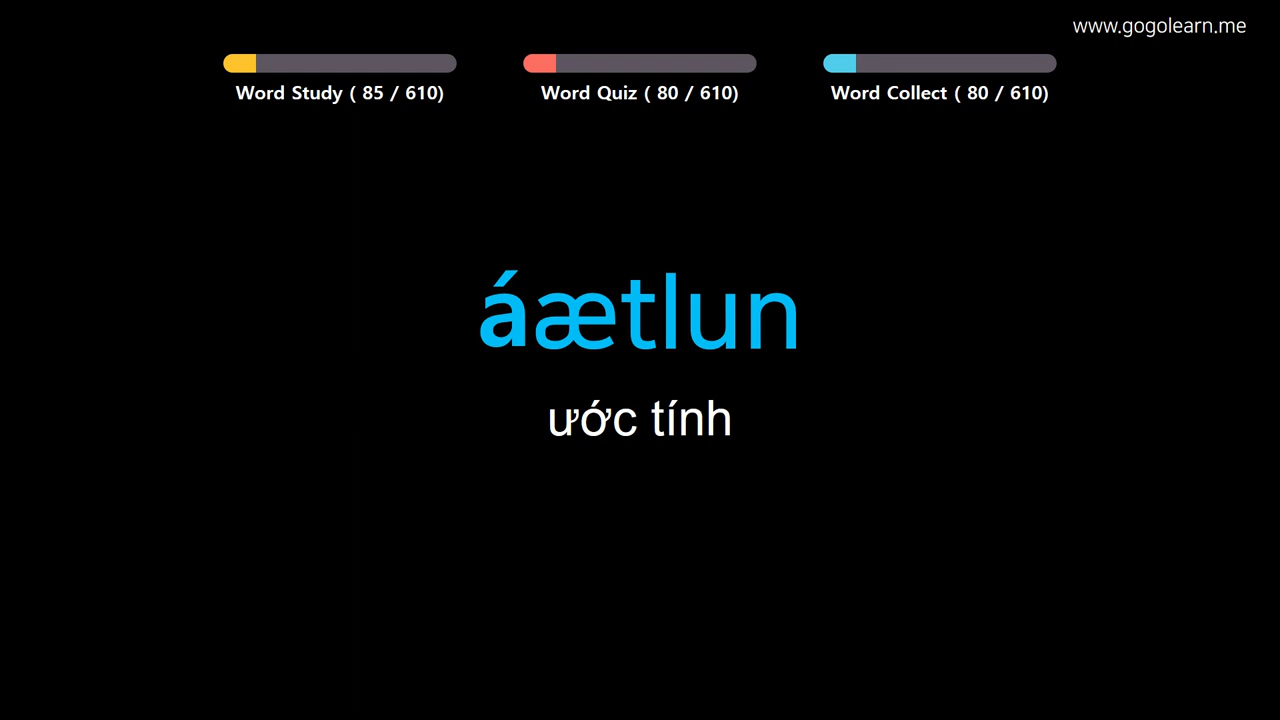 www.gogolearn.me
Word Study ( 85 / 610)
Word Quiz ( 80 / 610)
Word Collect ( 80 / 610)
áætlun
ước tính